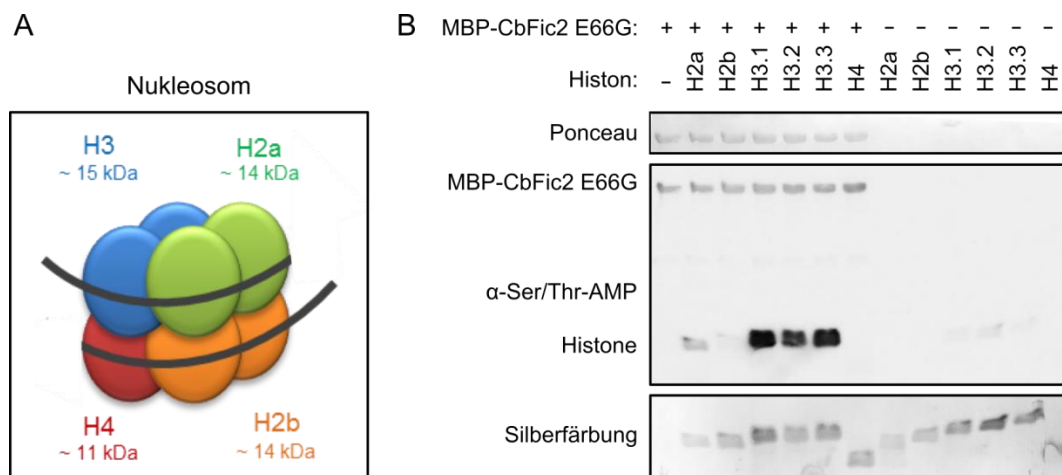 A
Nukleosom
H3
~ 15 kDa
H2a
~ 14 kDa
H4
~ 11 kDa
H2b
~ 14 kDa
B
MBP-CbFic2 E66G: + + + + + + + - - - - - -
Histon: - H2a H2b H3.1 H3.2 H3.3 H4 H2a H2b H3.1 H3.2 H3.3 H4
Ponceau
MBP-CbFic2 E66G
α-Ser/Thr-AMP
Histone
Silberfärbung